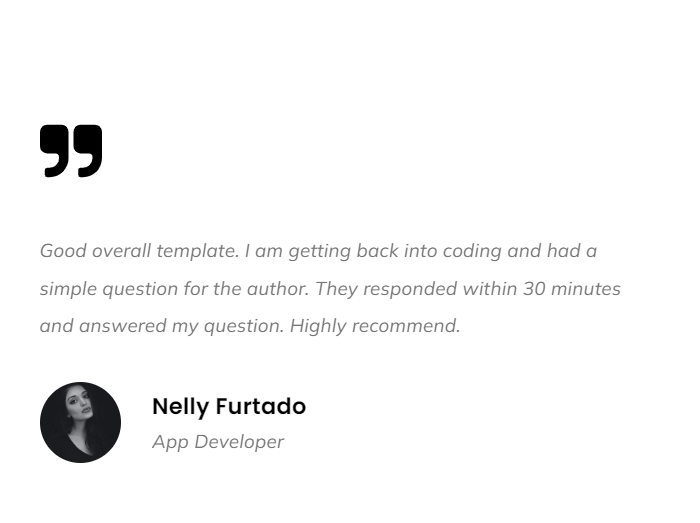 Good overall template. I am getting back into coding and had a
simple question for the author. They responded within 30 minutes
and answered my question. Highly recommend.
Nelly Furtado
App Developer